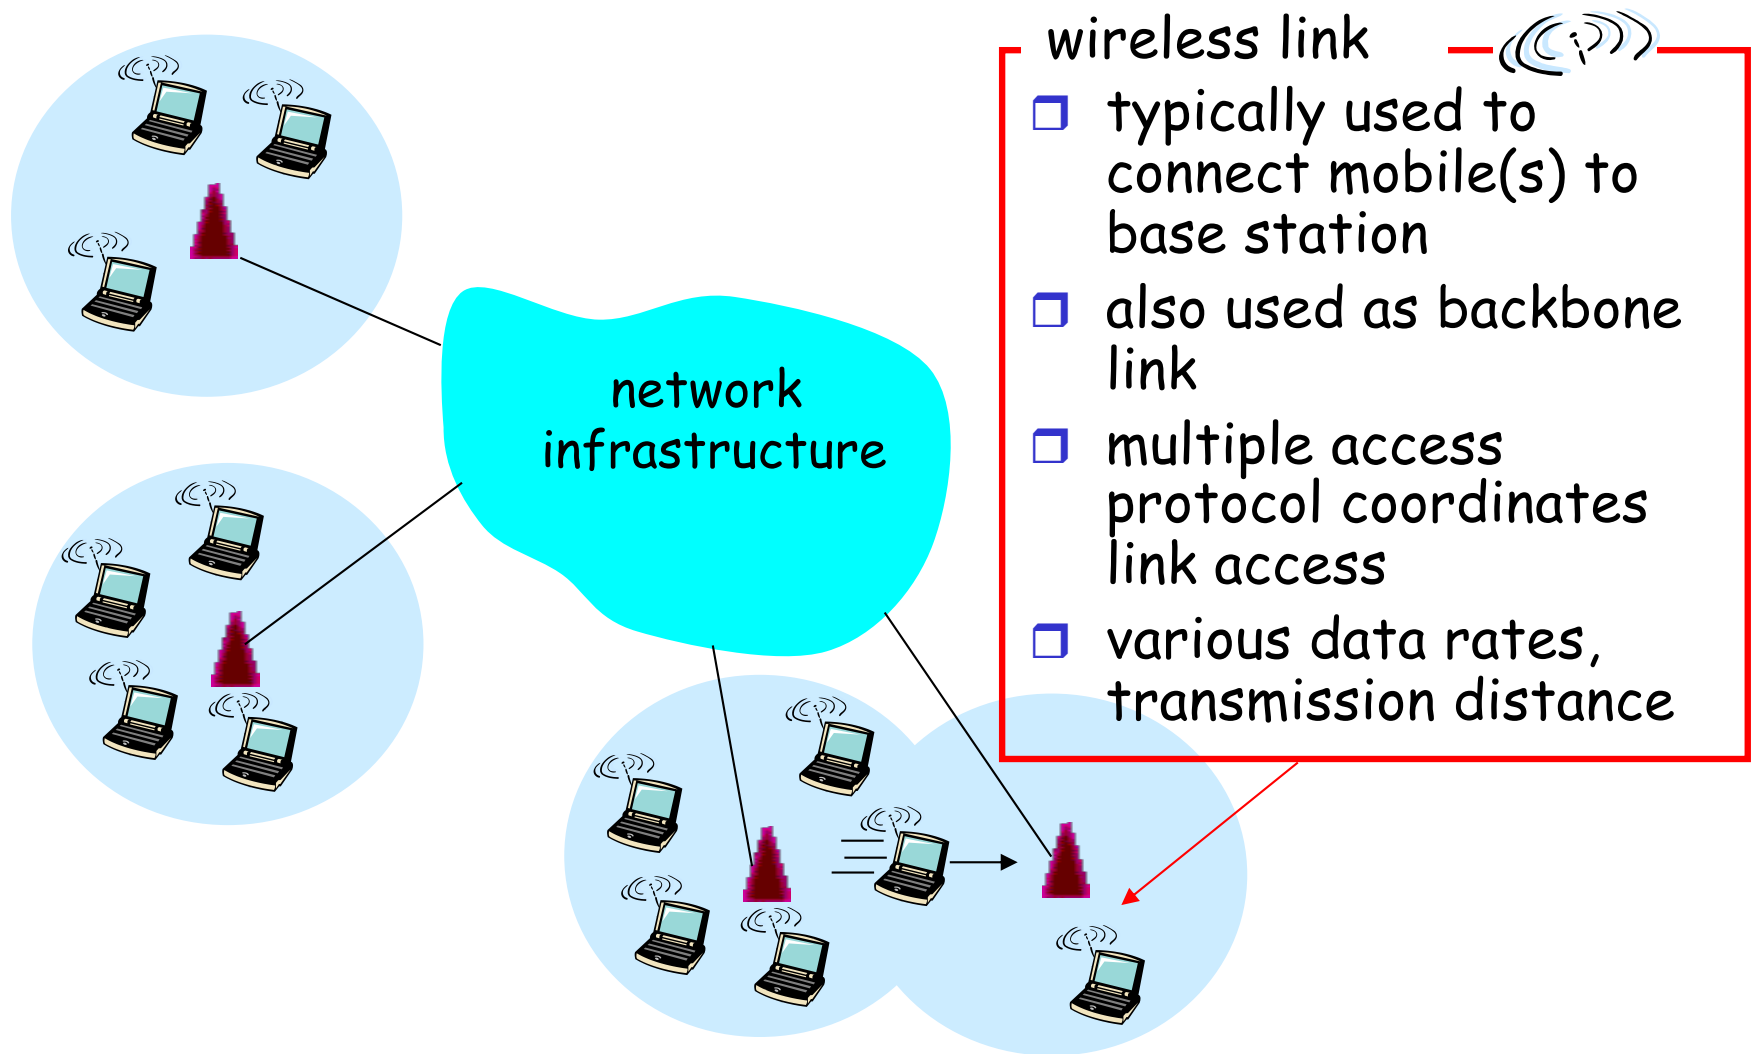 wireless link
typically used to
connect mobile(s) to
base station
also used as backbone
link
multiple access
protocol coordinates
link access
various data rates,
transmission distance
network
infrastructure